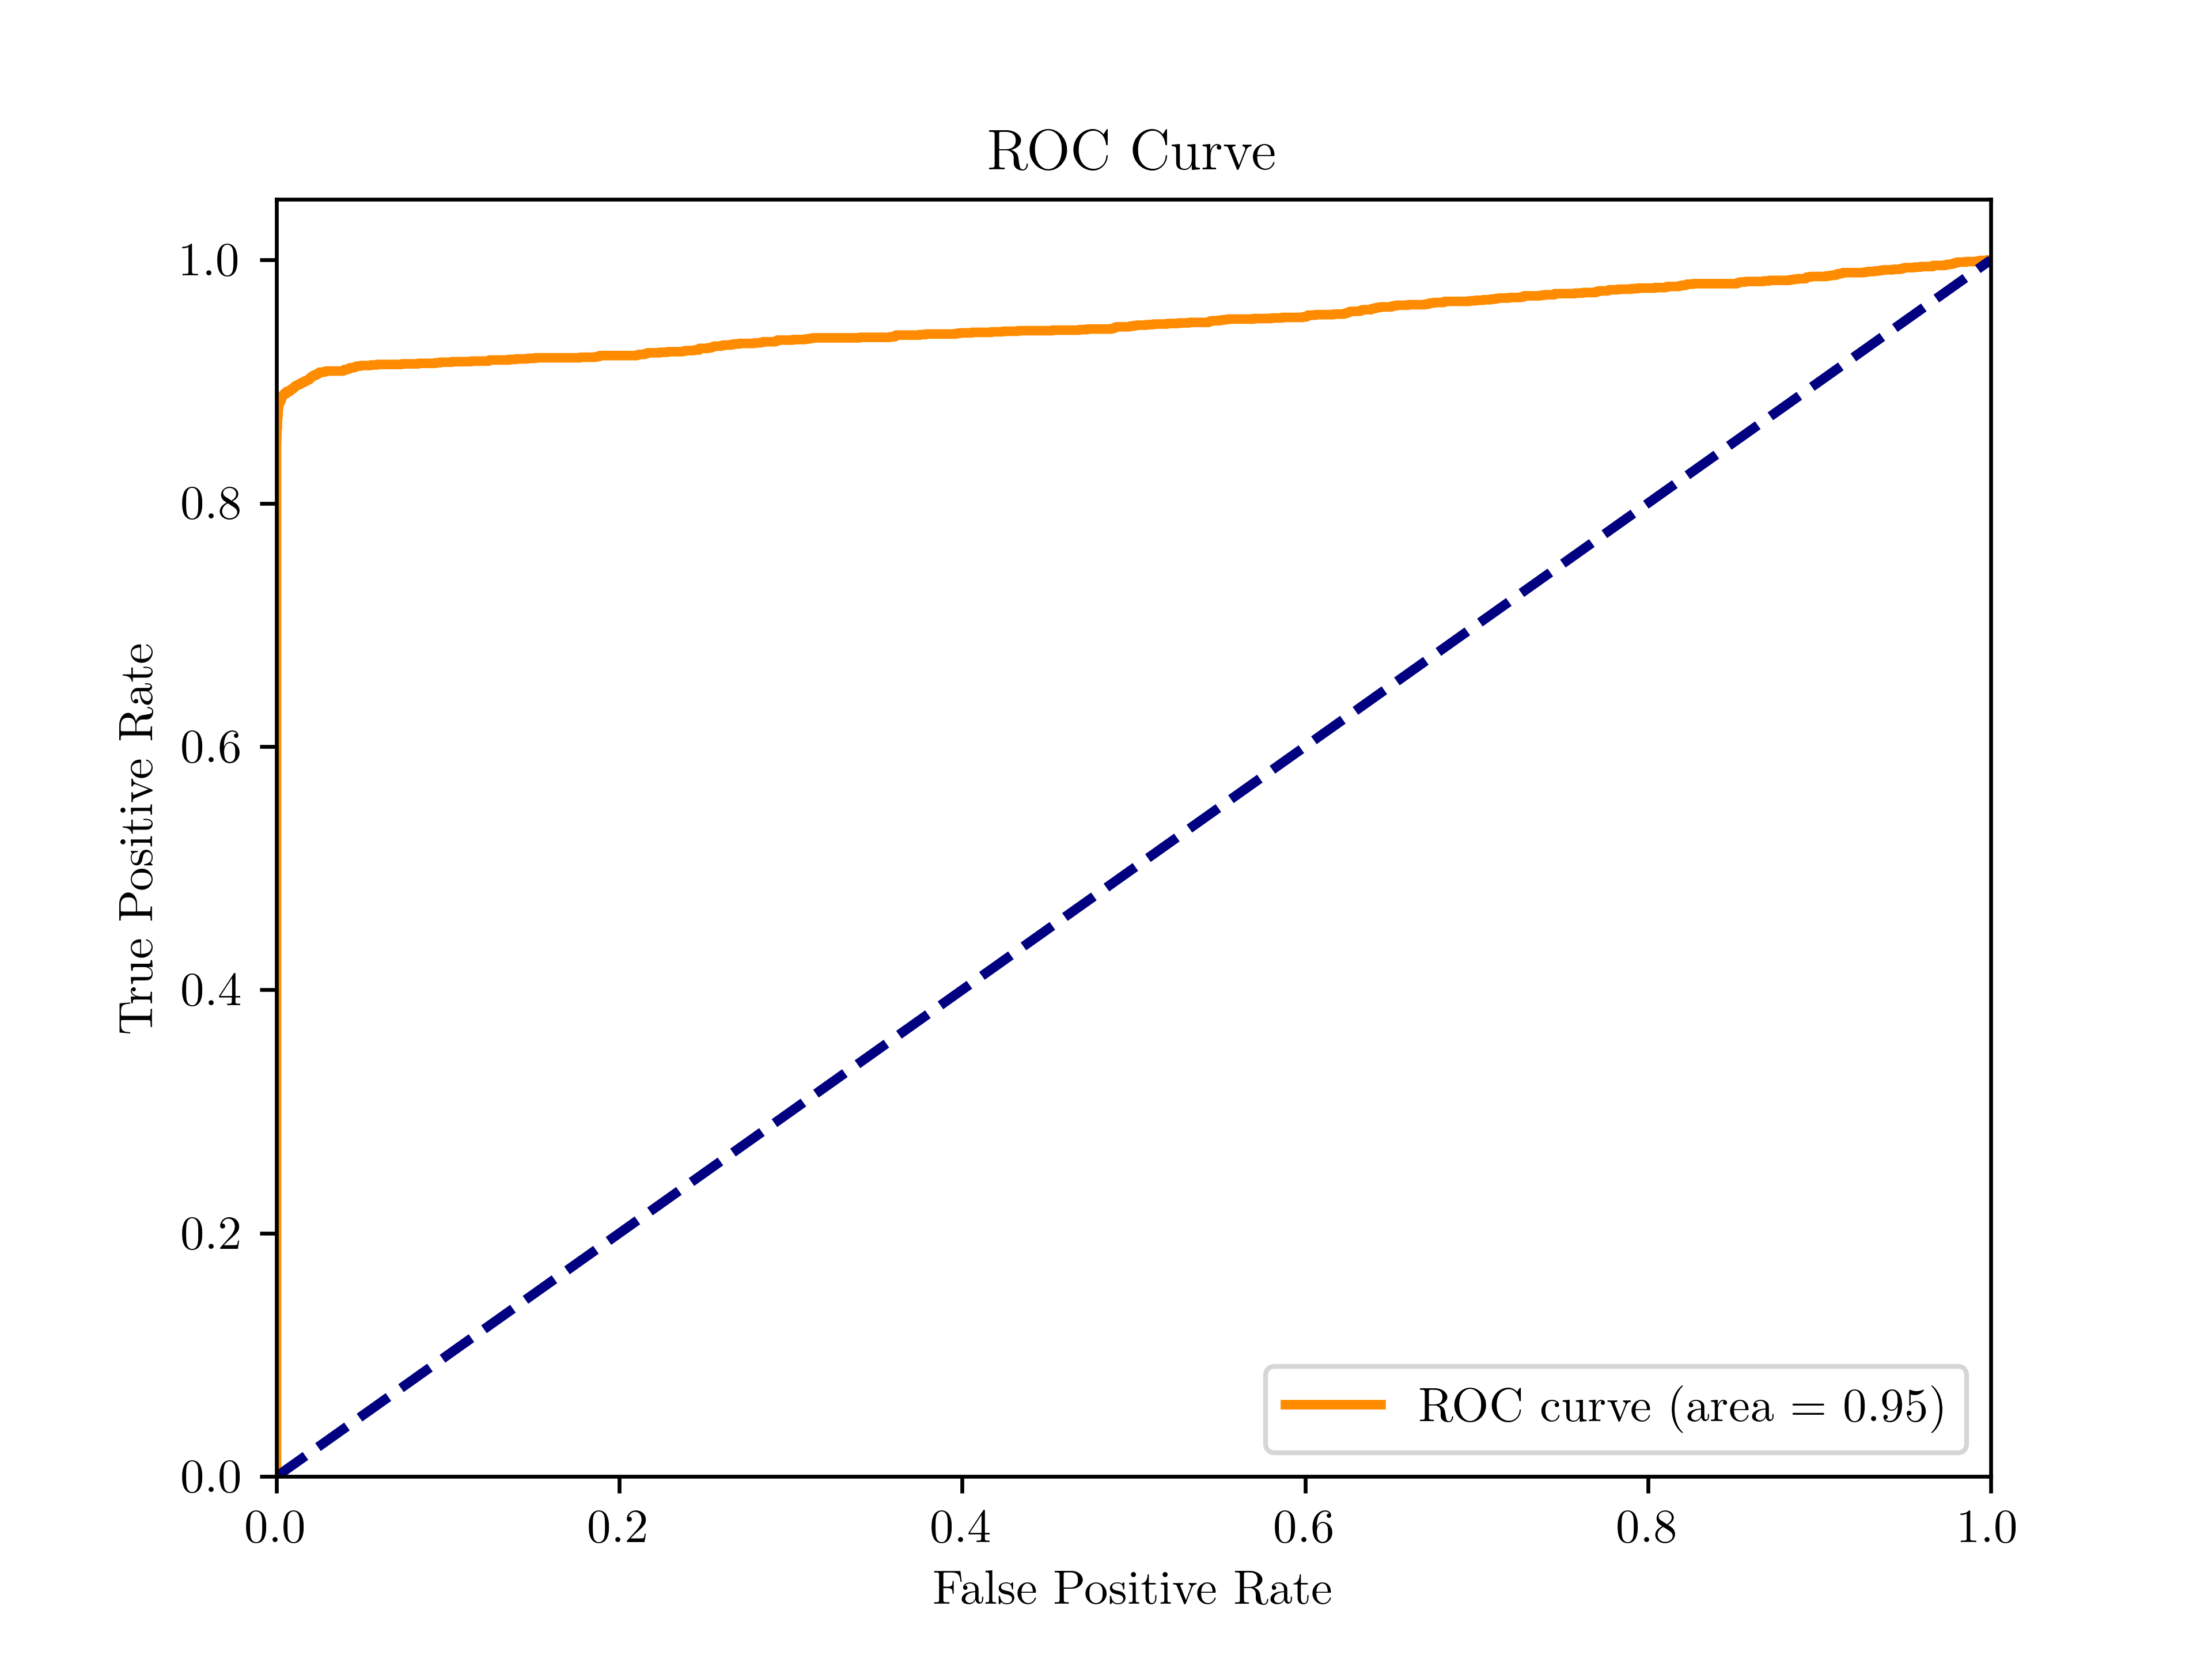 ROC Curve
1.0
0.8
0.6
0.4
0.2
0.0
True Positive Rate
ROC curve (area = 0.95)
0.0 0.2 0.4 0.6 0.8 1.0
False Positive Rate